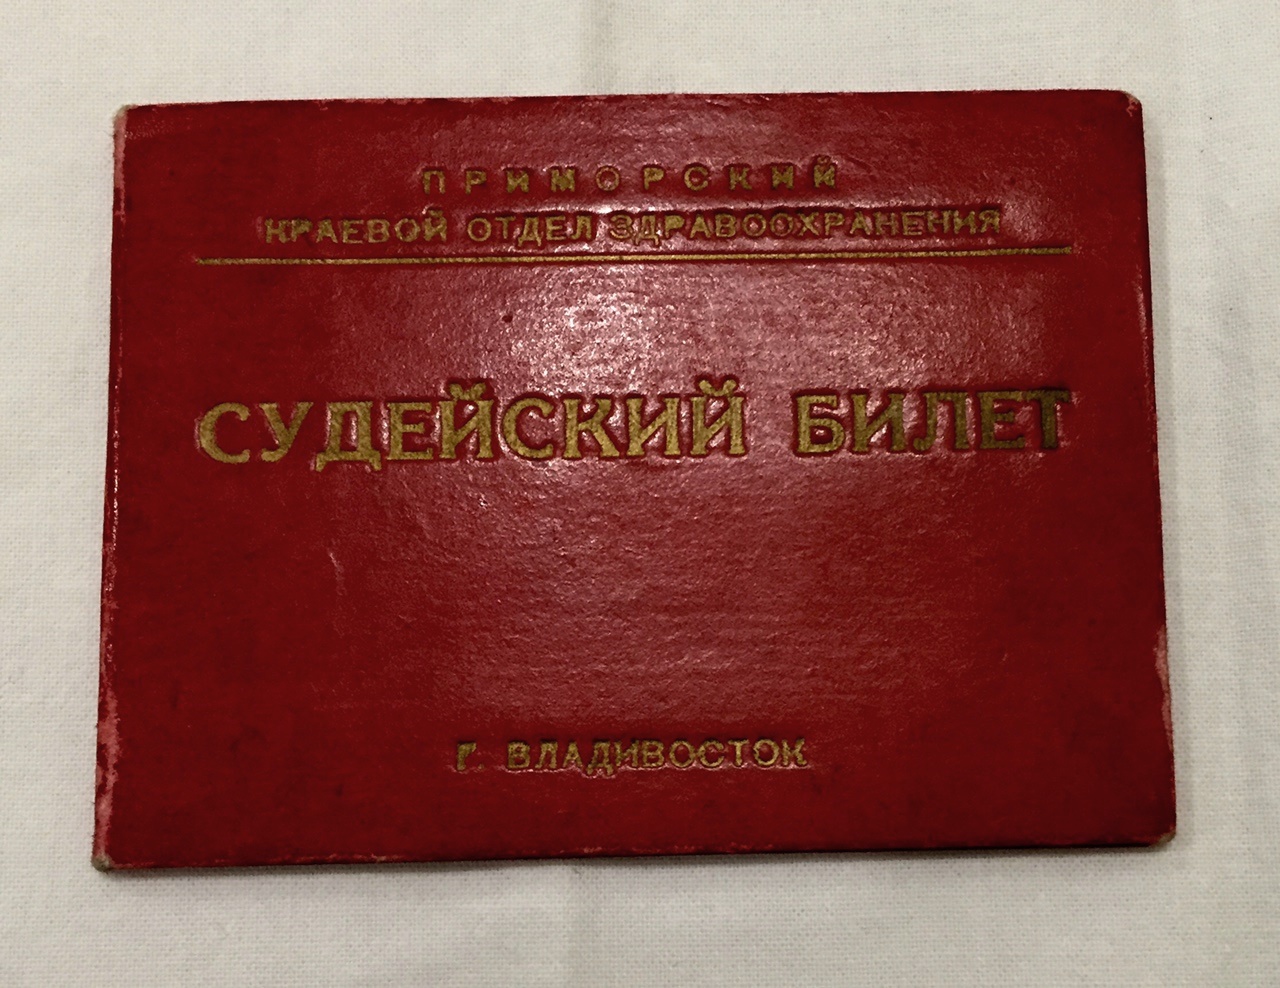 ПРИМОРСКИЙ
КРАЕВОЙ ОТДЕЛ ЗДРАВООХРАНЕНИЯ
СУДЕЙСКИЙ БИЛЕТ
Г. ВЛАДИВОСТОК